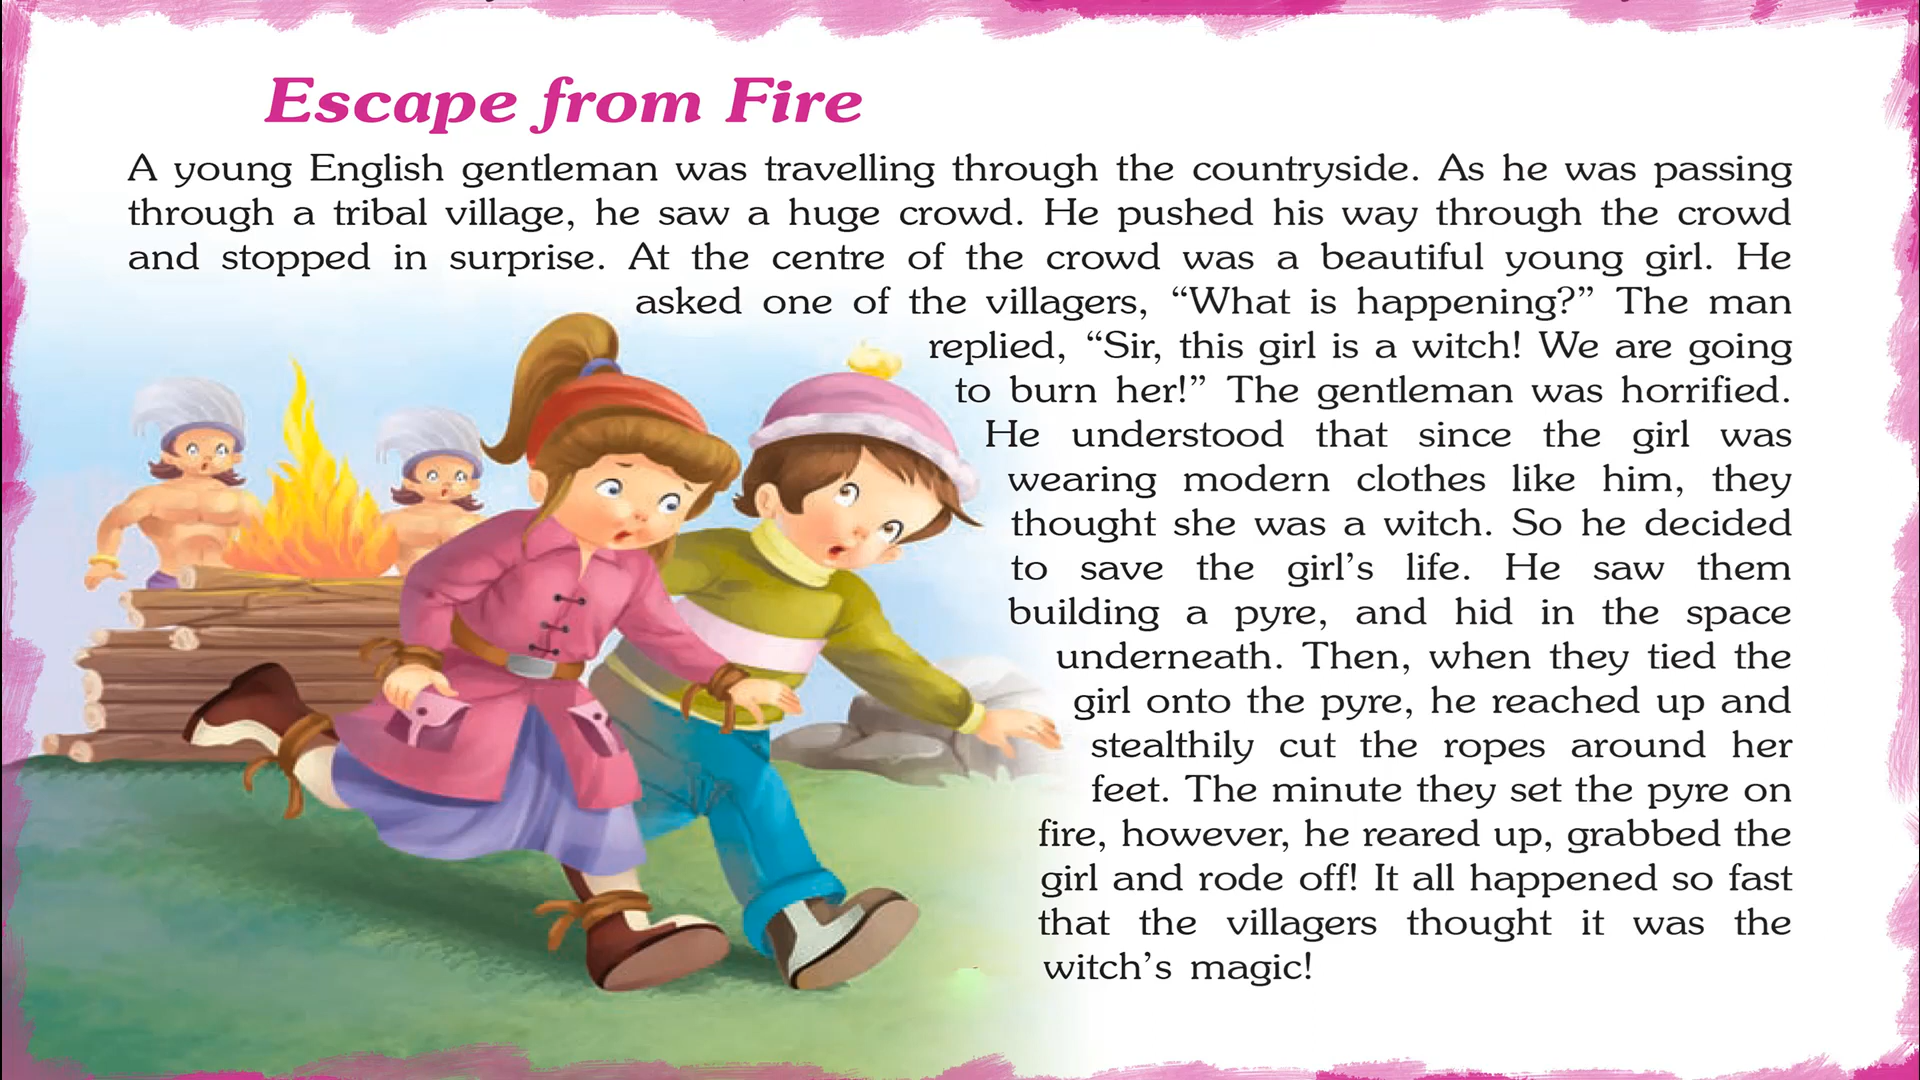 Escape from Fire
A young English gentleman was travelling through the countryside. As he was passing
through a tribal village, he saw a huge crowd. He pushed his way through the crowd
and stopped in surprise. At the centre of the crowd was a beautiful young girl. He
asked one of the villagers, “What is happening?” The man
replied, “Sir, this girl is a witch! We are going
to burn her!” The gentleman was horrified.
He understood that since the girl was
wearing modern clothes like him, they
thought she was a witch. So he decided
to save the girl’s life. He saw them
building a pyre, and hid in the space
underneath. Then, when they tied the
girl onto the pyre, he reached up and
stealthily cut the ropes around her
feet. The minute they set the pyre on
fire, however, he reared up, grabbed the
girl and rode off! It all happened so fast
that the villagers thought it was the
witch’s magic!